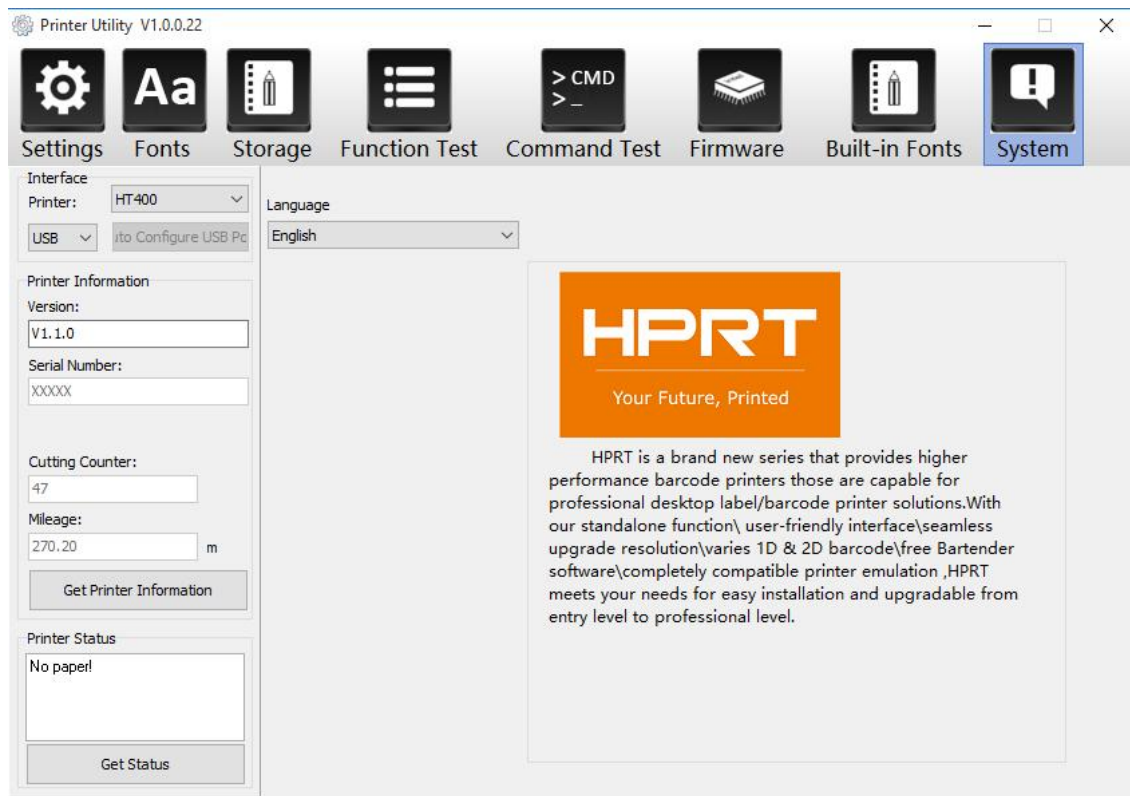 Printer Utility V1.0.0.22
Aa
> CMD
> _
Settings Fonts Storage Function Test Command Test Firmware Built-in Fonts System
Interface
Printer: HT400
USB
uto Configure USB Po
Printer Information
Version:
V1.1.0
Serial Number:
XXXXX
Cutting Counter:
47
Mileage:
270.20 m
Get Printer Information
Printer Status
No paper!
Get Status
Language
English
HPRT
Your Future, Printed
HPRT is a brand new series that provides higher
performance barcode printers those are capable for
professional desktop label/barcode printer solutions.With
our standalone function\ user-friendly interface\seamless
upgrade resolution\varies 1D & 2D barcode\free Bartender
software\completely compatible printer emulation ,HPRT
meets your needs for easy installation and upgradable from
entry level to professional level.